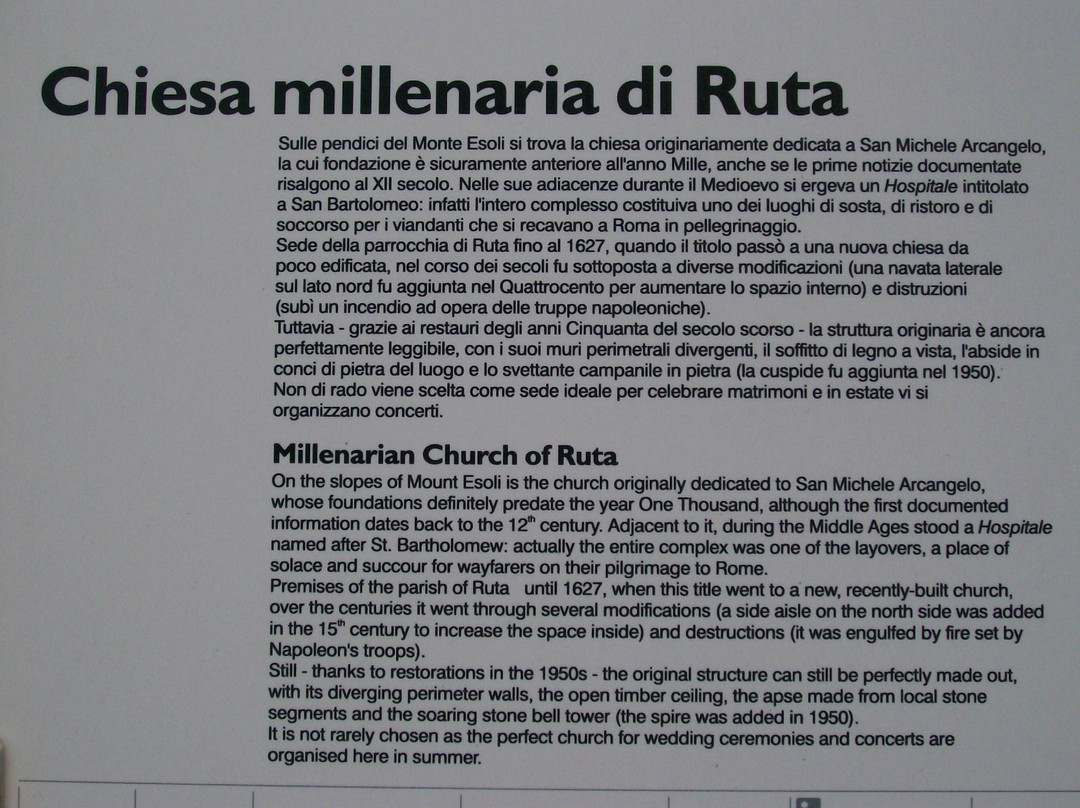 Chiesa millenaria di Ruta
Sulle pendici del Monte Esoli si trova la chiesa originariamente dedicata a San Michele Arcangelo,
la cui fondazione è sicuramente anteriore all'anno Mille, anche se le prime notizie documentate
risalgono al XII secolo. Nelle sue adiacenze durante il Medioevo si ergeva un Hospitale intitolato
a San Bartolomeo: infatti l'intero complesso costituiva uno dei luoghi di sosta, di ristoro e di
soccorso per i viandanti che si recavano a Roma in pellegrinaggio.
Sede della parrocchia di Ruta fino al 1627, quando il titolo passò a una nuova chiesa da
poco edificata, nel corso dei secoli fu sottoposta a diverse modificazioni (una navata laterale
sul lato nord fu aggiunta nel Quattrocento per aumentare lo spazio interno) e distruzioni
(subì un incendio ad opera delle truppe napoleoniche).
Tuttavia - grazie ai restauri degli anni Cinquanta del secolo scorso - la struttura originaria è ancora
perfettamente leggibile, con i suoi muri perimetrali divergenti, il soffitto di legno a vista, l'abside in
conci di pietra del luogo e lo svettante campanile in pietra (la cuspide fu aggiunta nel 1950).
Non di rado viene scelta come sede ideale per celebrare matrimoni e in estate vi si
organizzano concerti.
Millenarian Church of Ruta
On the slopes of Mount Esoli is the church originally dedicated to San Michele Arcangelo,
whose foundations definitely predate the year One Thousand, although the first documented
information dates back to the 12th century. Adjacent to it, during the Middle Ages stood a Hospitale
named after St. Bartholomew: actually the entire complex was one of the layovers, a place of
solace and succour for wayfarers on their pilgrimage to Rome.
Premises of the parish of Ruta until 1627, when this title went to a new, recently-built church,
over the centuries it went through several modifications (a side aisle on the north side was added
in the 15th century to increase the space inside) and destructions (it was engulfed by fire set by
Napoleon's troops).
Still - thanks to restorations in the 1950s - the original structure can still be perfectly made out,
with its diverging perimeter walls, the open timber ceiling, the apse made from local stone
segments and the soaring stone bell tower (the spire was added in 1950).
It is not rarely chosen as the perfect church for wedding ceremonies and concerts are
organised here in summer.